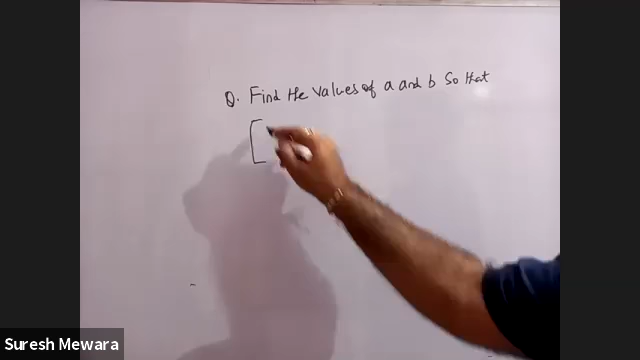 Q. Find the values of a and b So that
[
Suresh Mewara